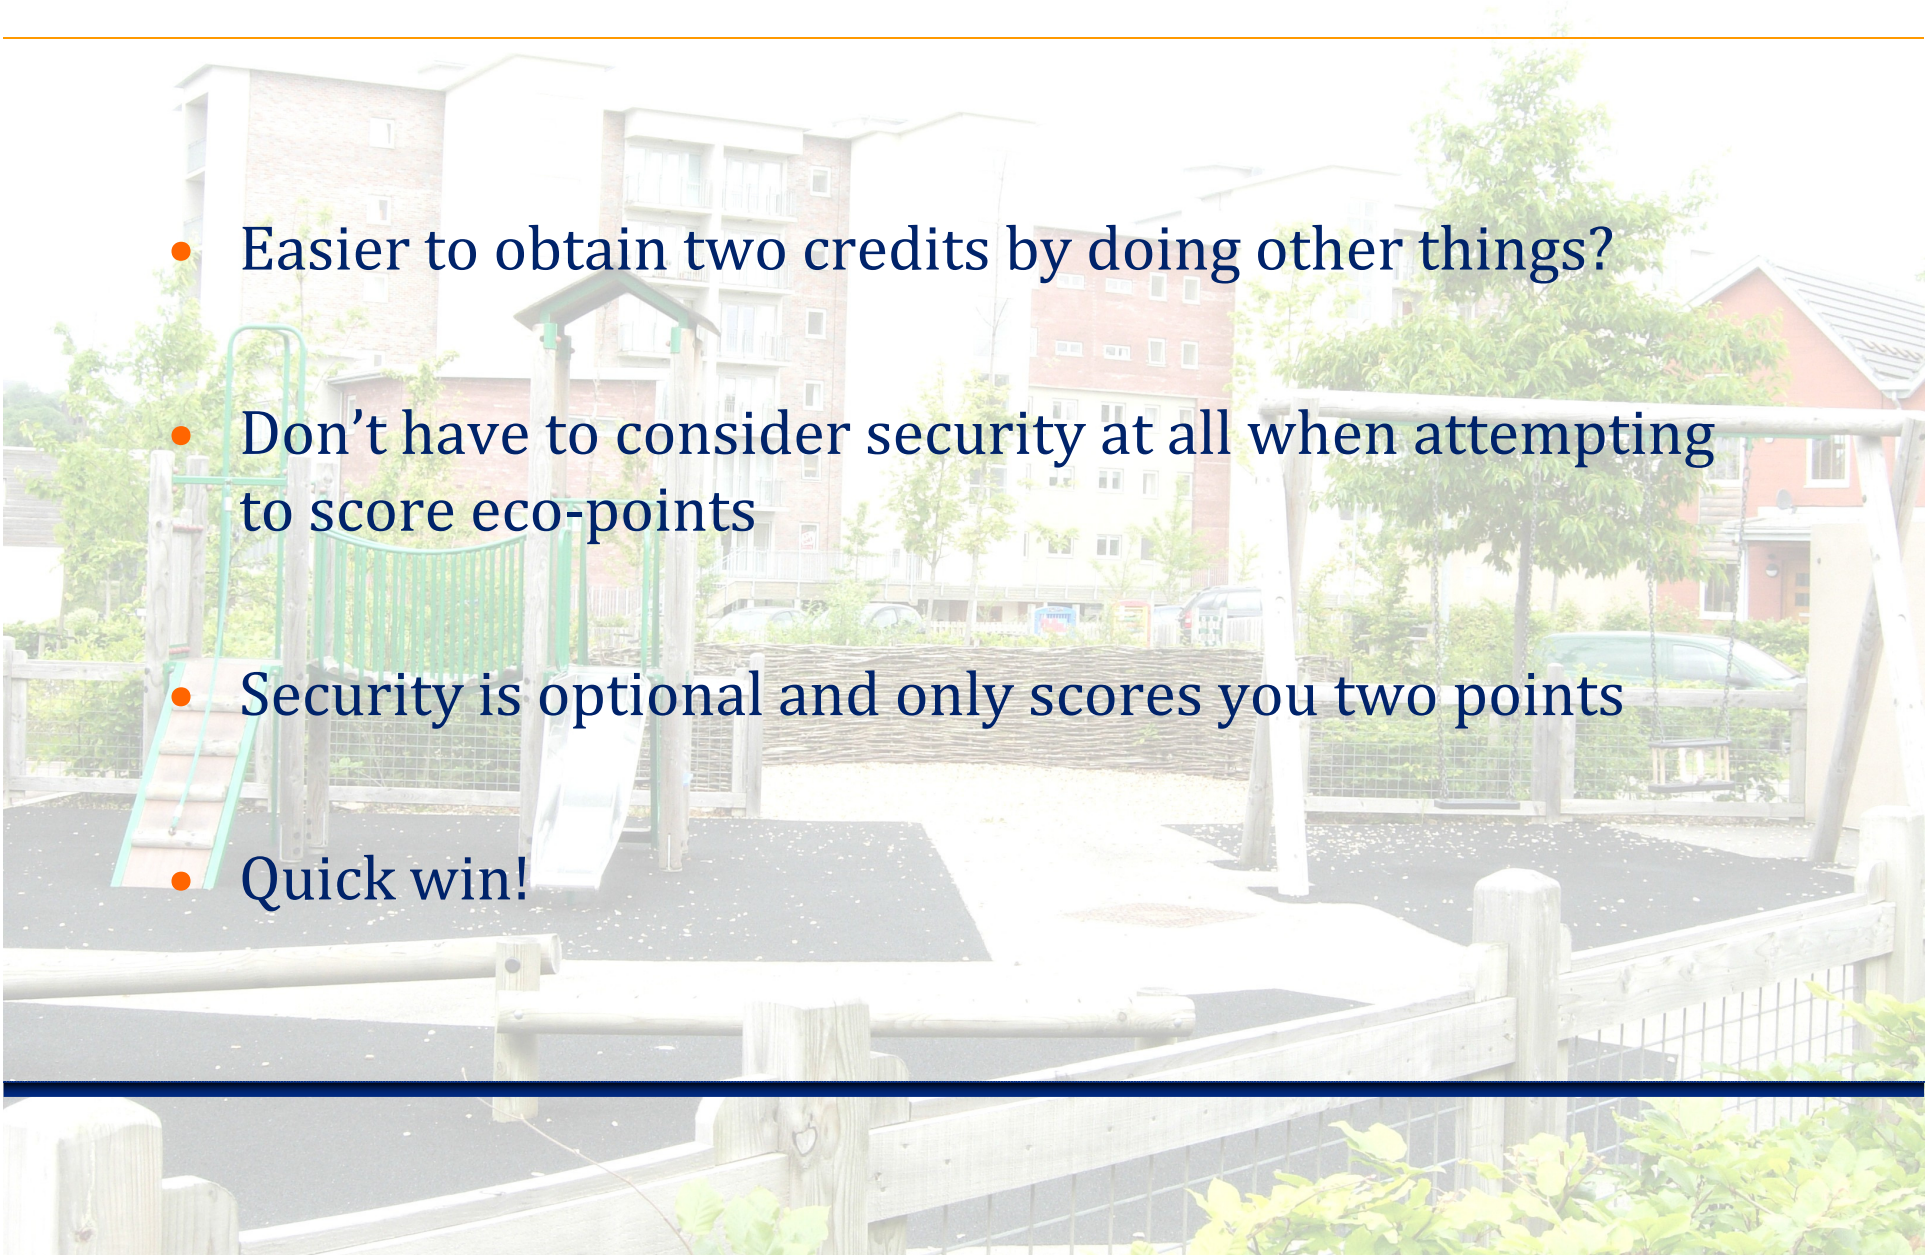 • Easier to obtain two credits by doing other things?
• Don’t have to consider security at all when attempting
to score eco-points
• Security is optional and only scores you two points
• Quick win!